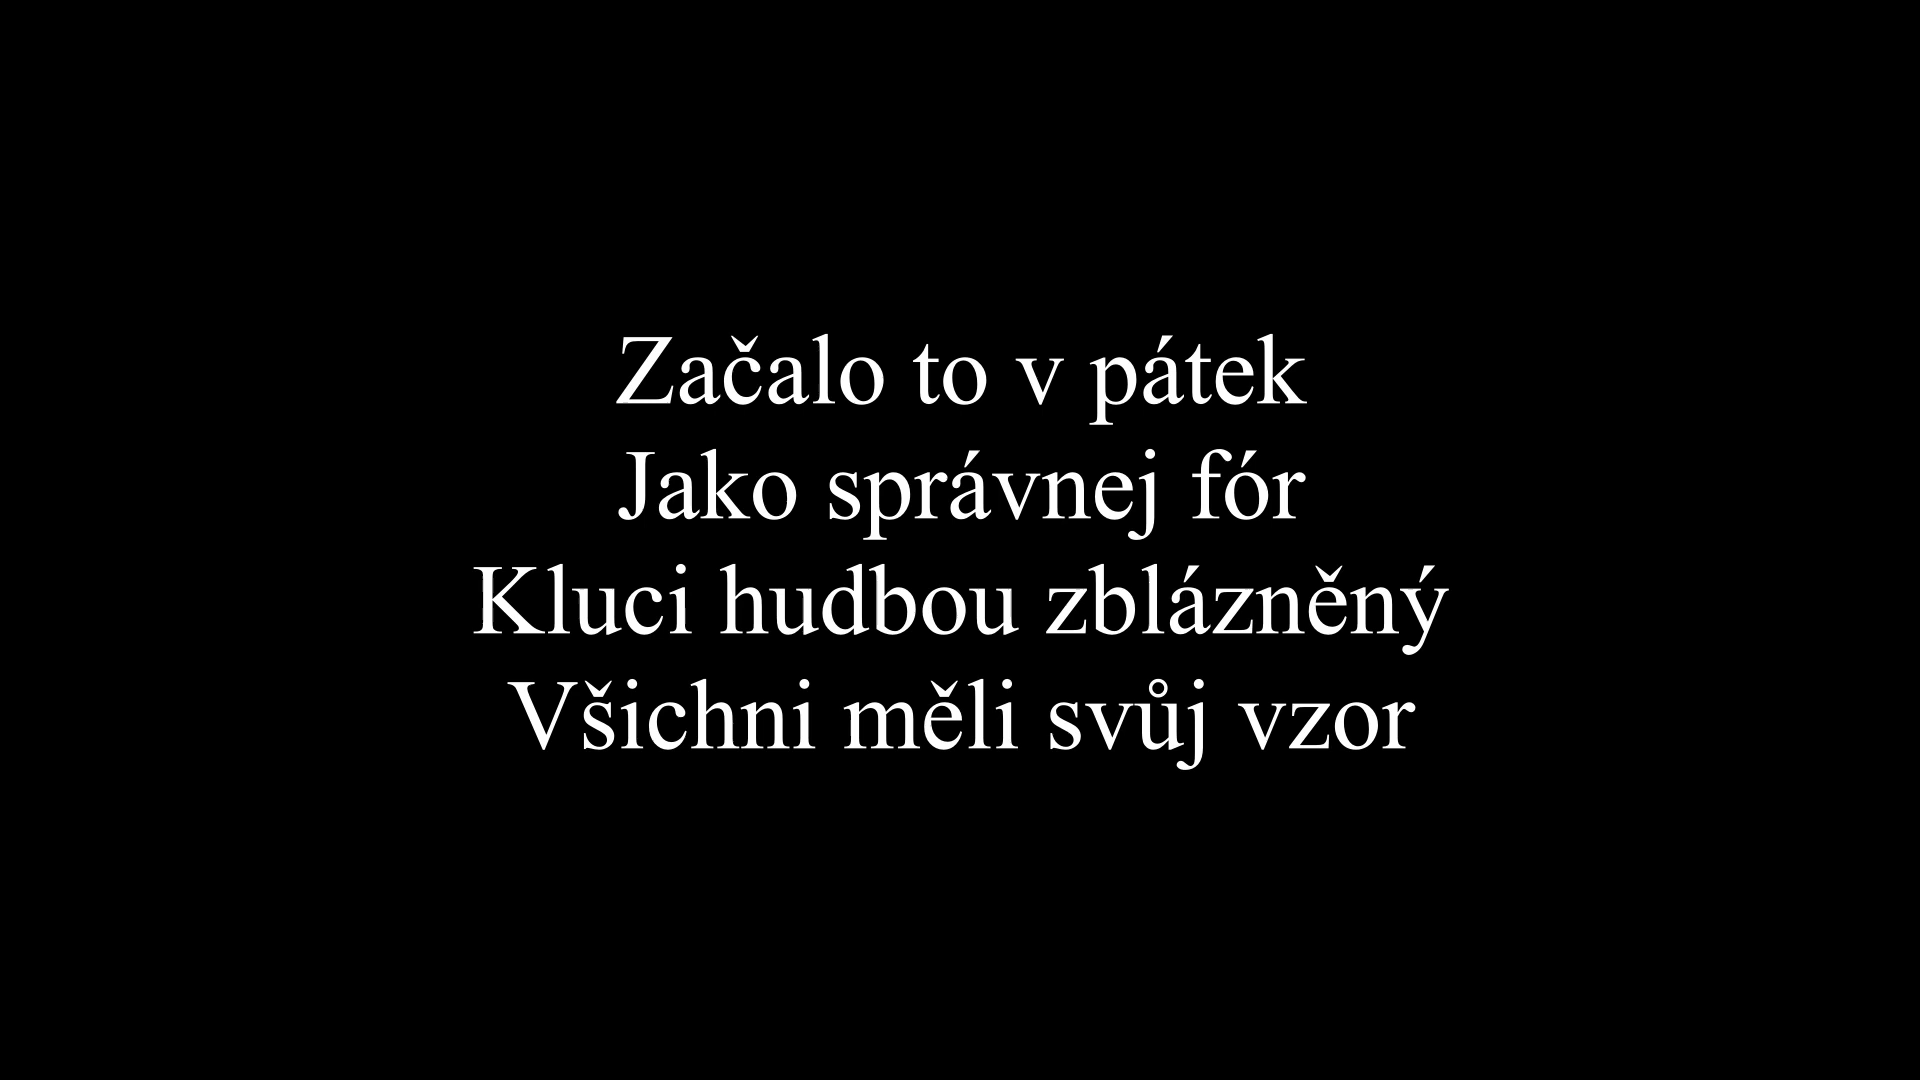 Začalo to v pátek
Jako správnej fór
Kluci hudbou zblázněný
Všichni měli svůj vzor